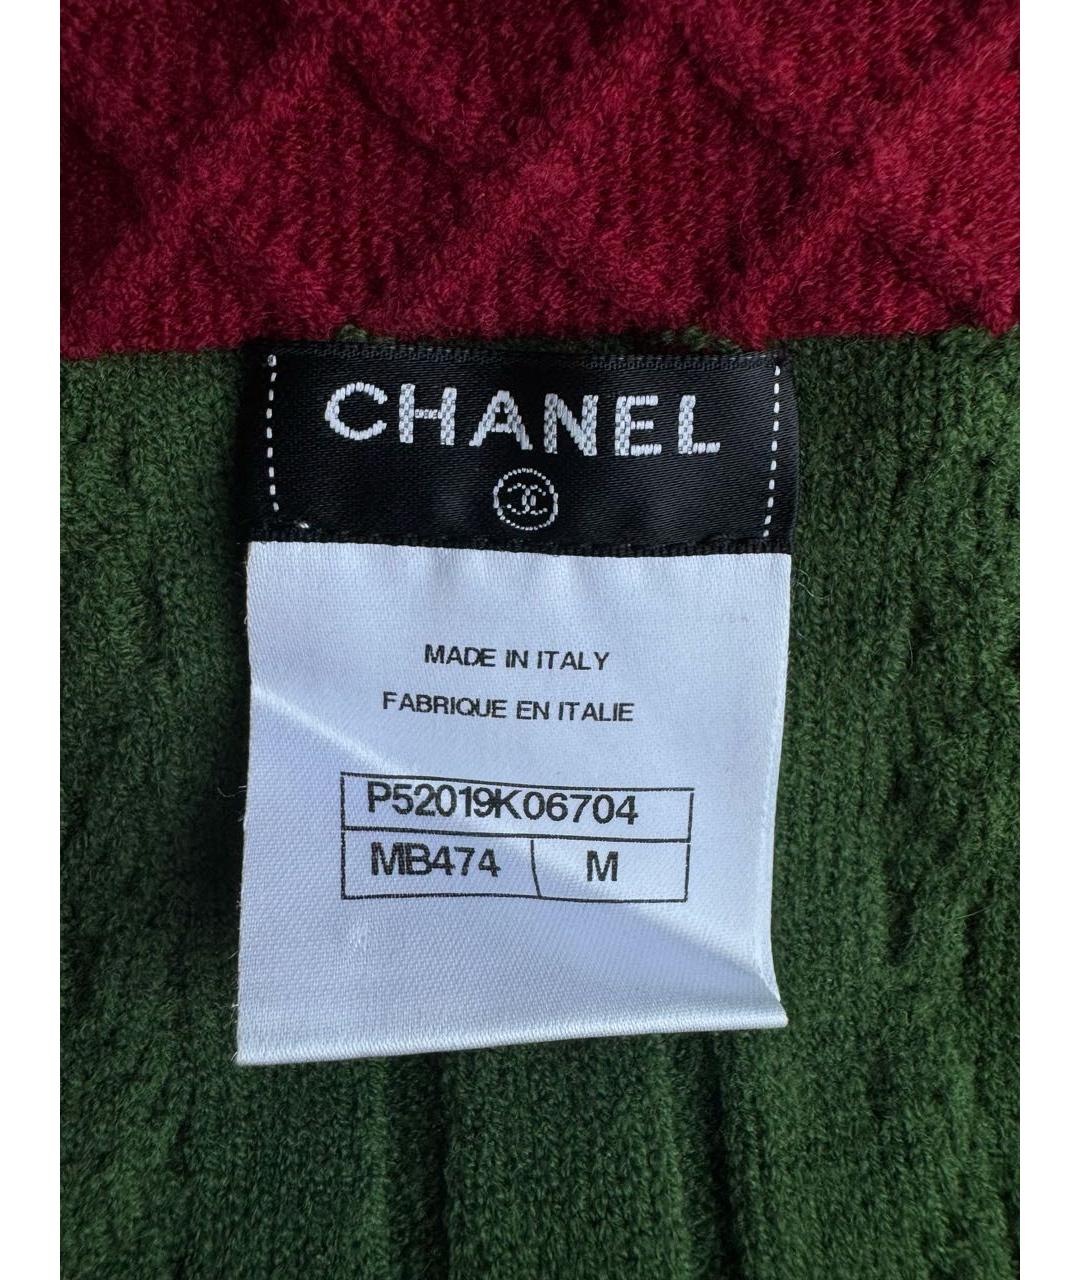 CHANEL
MADE IN ITALY
FABRIQUE EN ITALIE
P52019K06704
MB474 M